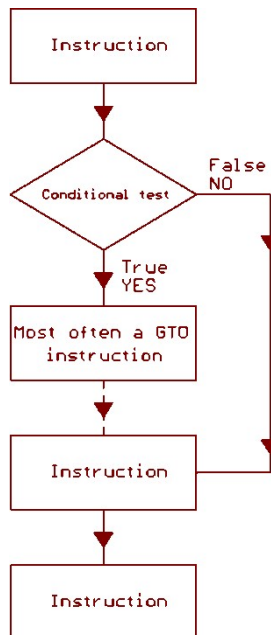 Instruction
Conditional test
False
NO
True
YES
Most often a GTO
instruction
Instruction
Instruction